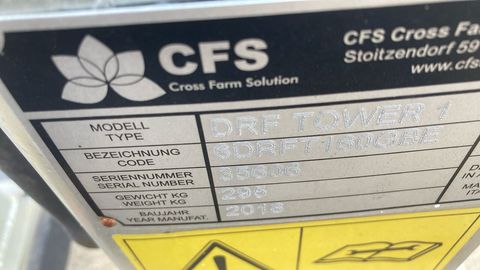 CFS
Cross Farm Solution
CFS Cross Fa
Stoitzendorf 59
www.cfs
MODELL DRF TOWER 1
TYPE
BEZEICHNUNG
CODE
SERIENNUMMER
SERIAL NUMBER
GEWICHT KG
WEIGHT KG
BAUJAHR 2018
YEAR MANUFAT.